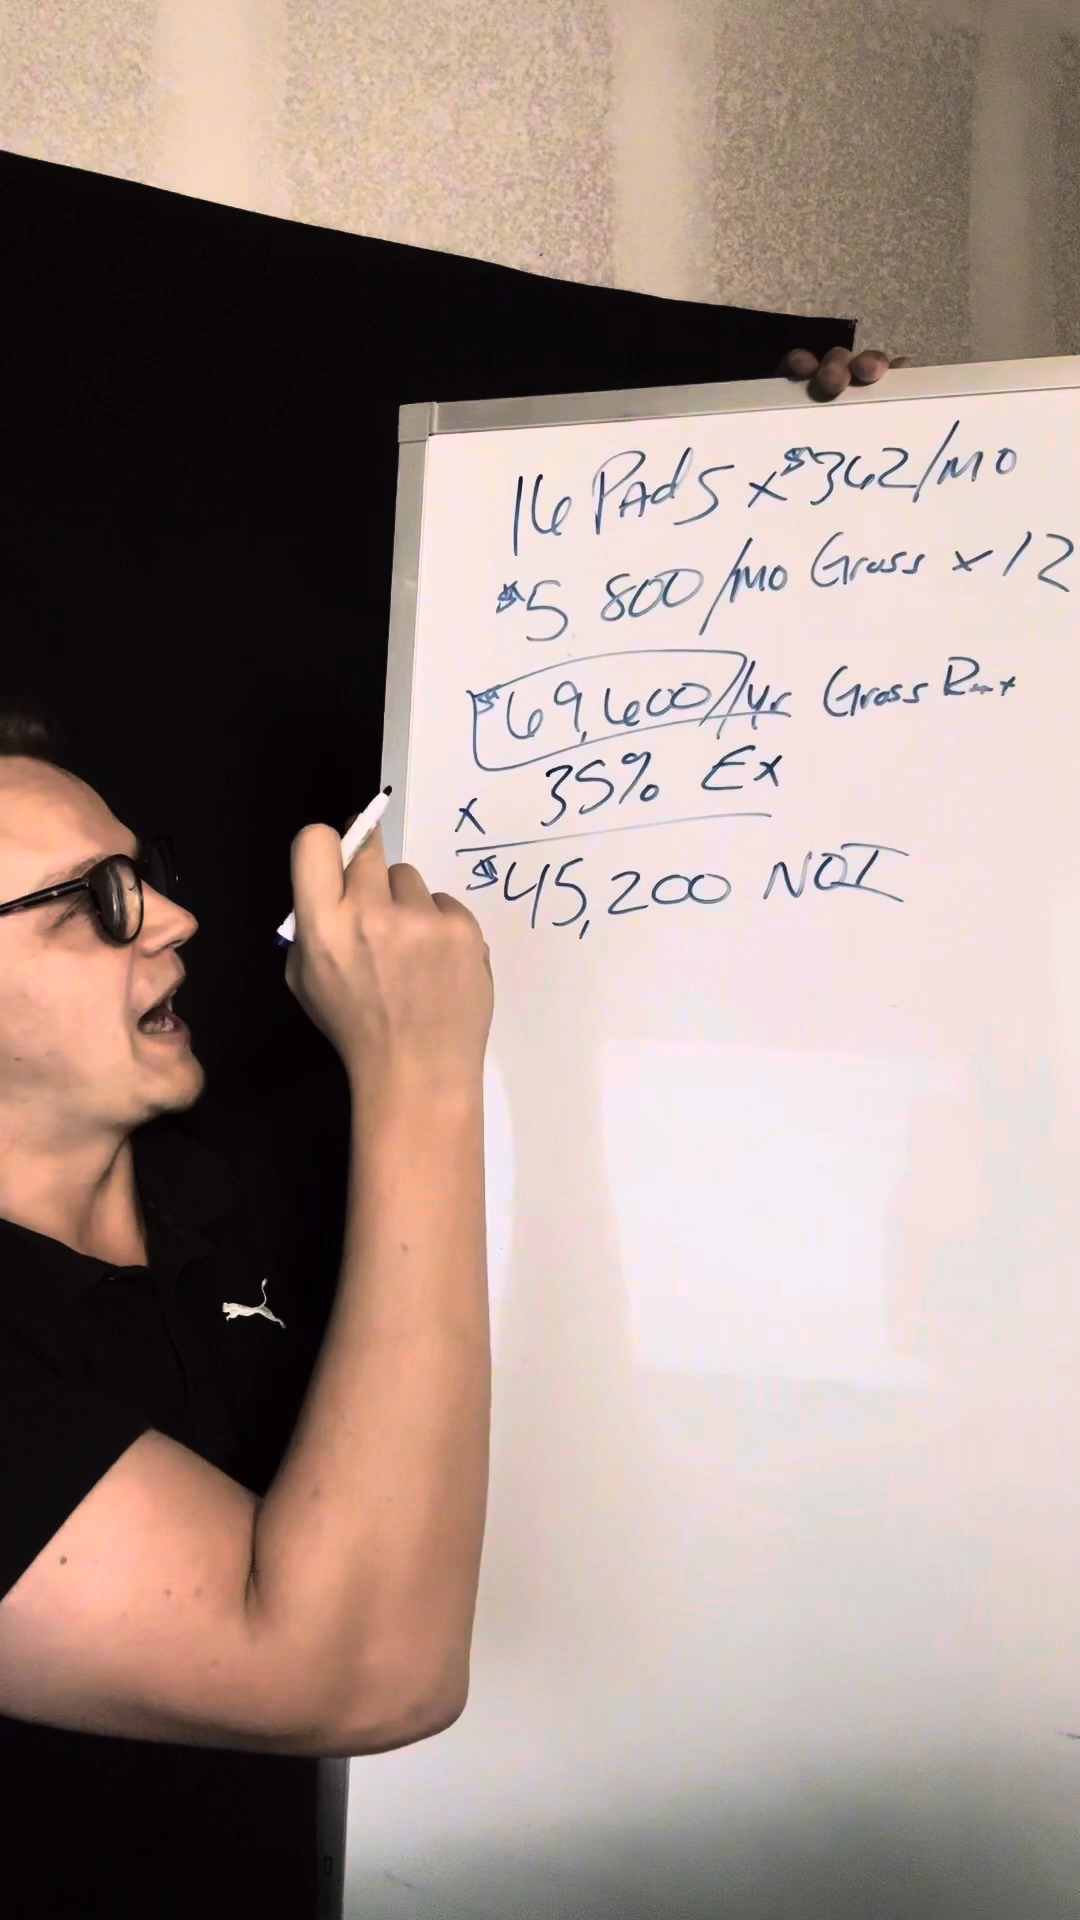 16 PAdS x $362/mo
$5,800/mo Gross x 12
$69,600/yr Gross Rent
x 35% Ex
$45,200 NOI